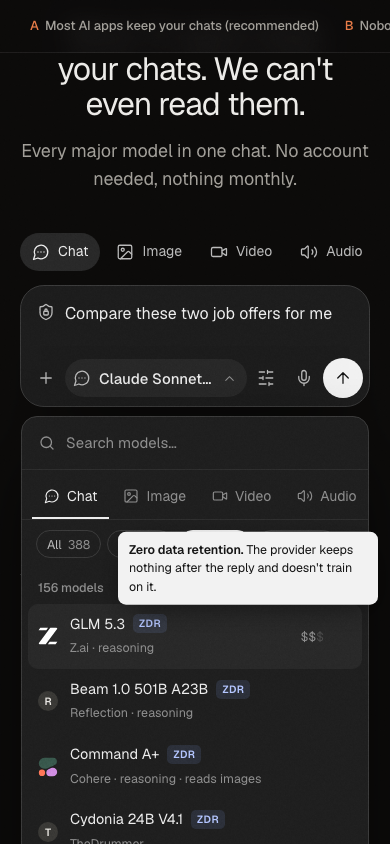 A Most AI apps keep your chats (recommended) B Nobo
your chats. We can't
even read them.
Every major model in one chat. No account
needed, nothing monthly.
Chat Image Video Audio
Compare these two job offers for me
Claude Sonnet...
Search models...
Chat Image Video Audio
All 388
Zero data retention. The provider keeps
nothing after the reply and doesn't train
on it.
156 models
GLM 5.3 ZDR
Z.ai · reasoning
$$$
R
Beam 1.0 501B A23B ZDR
Reflection · reasoning
Command A+ ZDR
Cohere · reasoning · reads images
T
Cydonia 24B V4.1 ZDR
TheDrummer